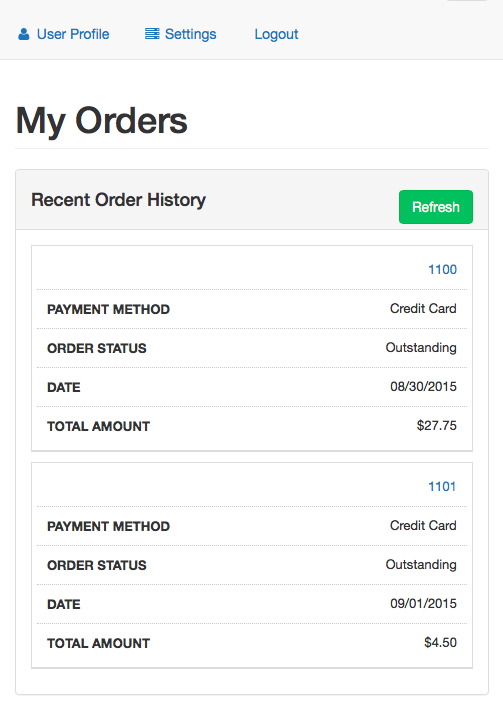 User Profile Settings Logout
My Orders
Recent Order History Refresh
1100
PAYMENT METHOD Credit Card
ORDER STATUS Outstanding
DATE 08/30/2015
TOTAL AMOUNT $27.75
1101
PAYMENT METHOD Credit Card
ORDER STATUS Outstanding
DATE 09/01/2015
TOTAL AMOUNT $4.50